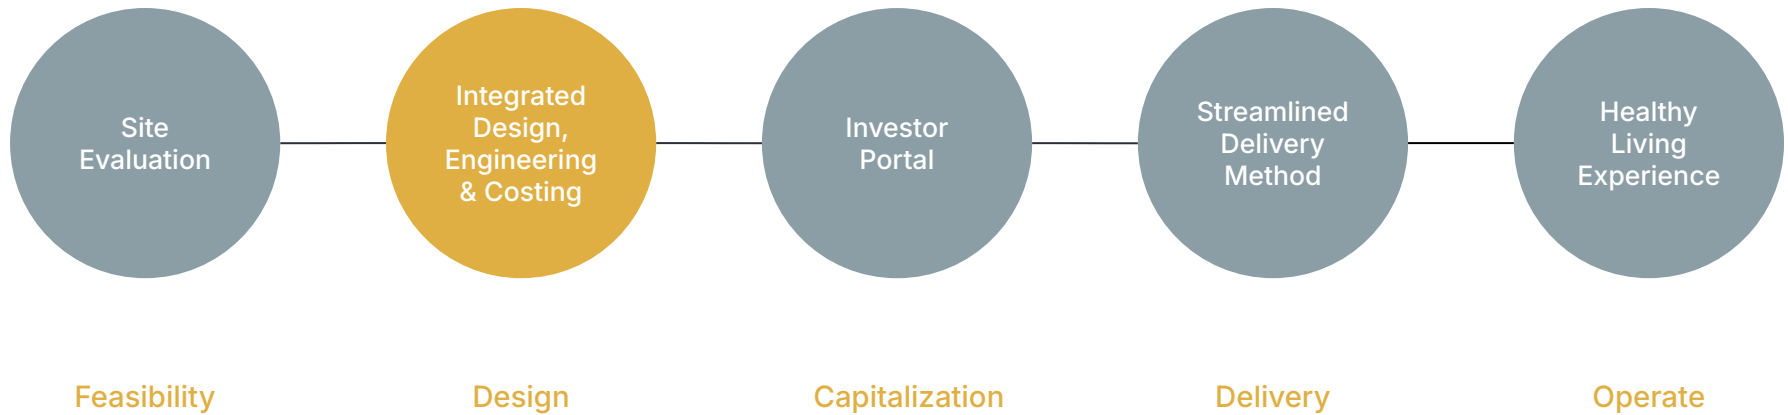 Site
Evaluation
Integrated
Design,
Engineering
& Costing
Investor
Portal
Streamlined
Delivery
Method
Healthy
Living
Experience
Feasibility
Design
Capitalization
Delivery
Operate